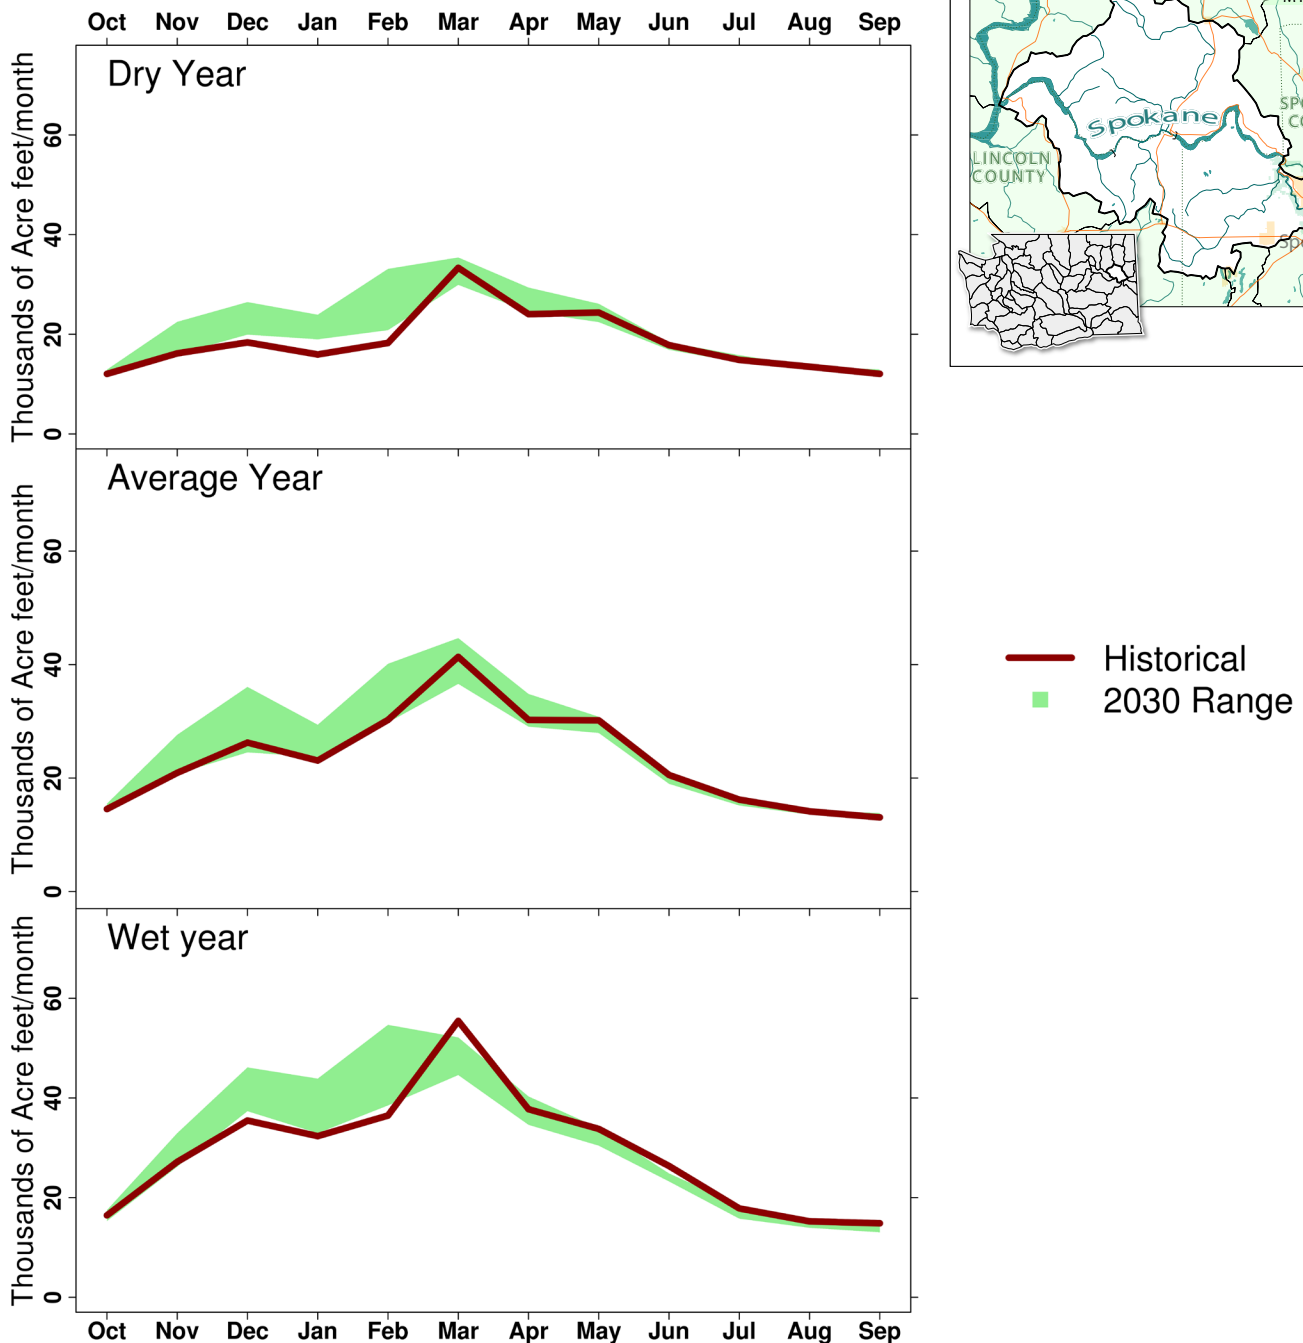 Oct Nov Dec Jan Feb Mar Apr May Jun Jul Aug Sep
Dry Year
Thousands of Acre feet/month
60
40
20
0
Average Year
Thousands of Acre feet/month
60
40
20
0
Wet year
Thousands of Acre feet/month
60
40
20
0
Oct Nov Dec Jan Feb Mar Apr May Jun Jul Aug Sep
Spokane
LINCOLN
COUNTY
Historical
2030 Range